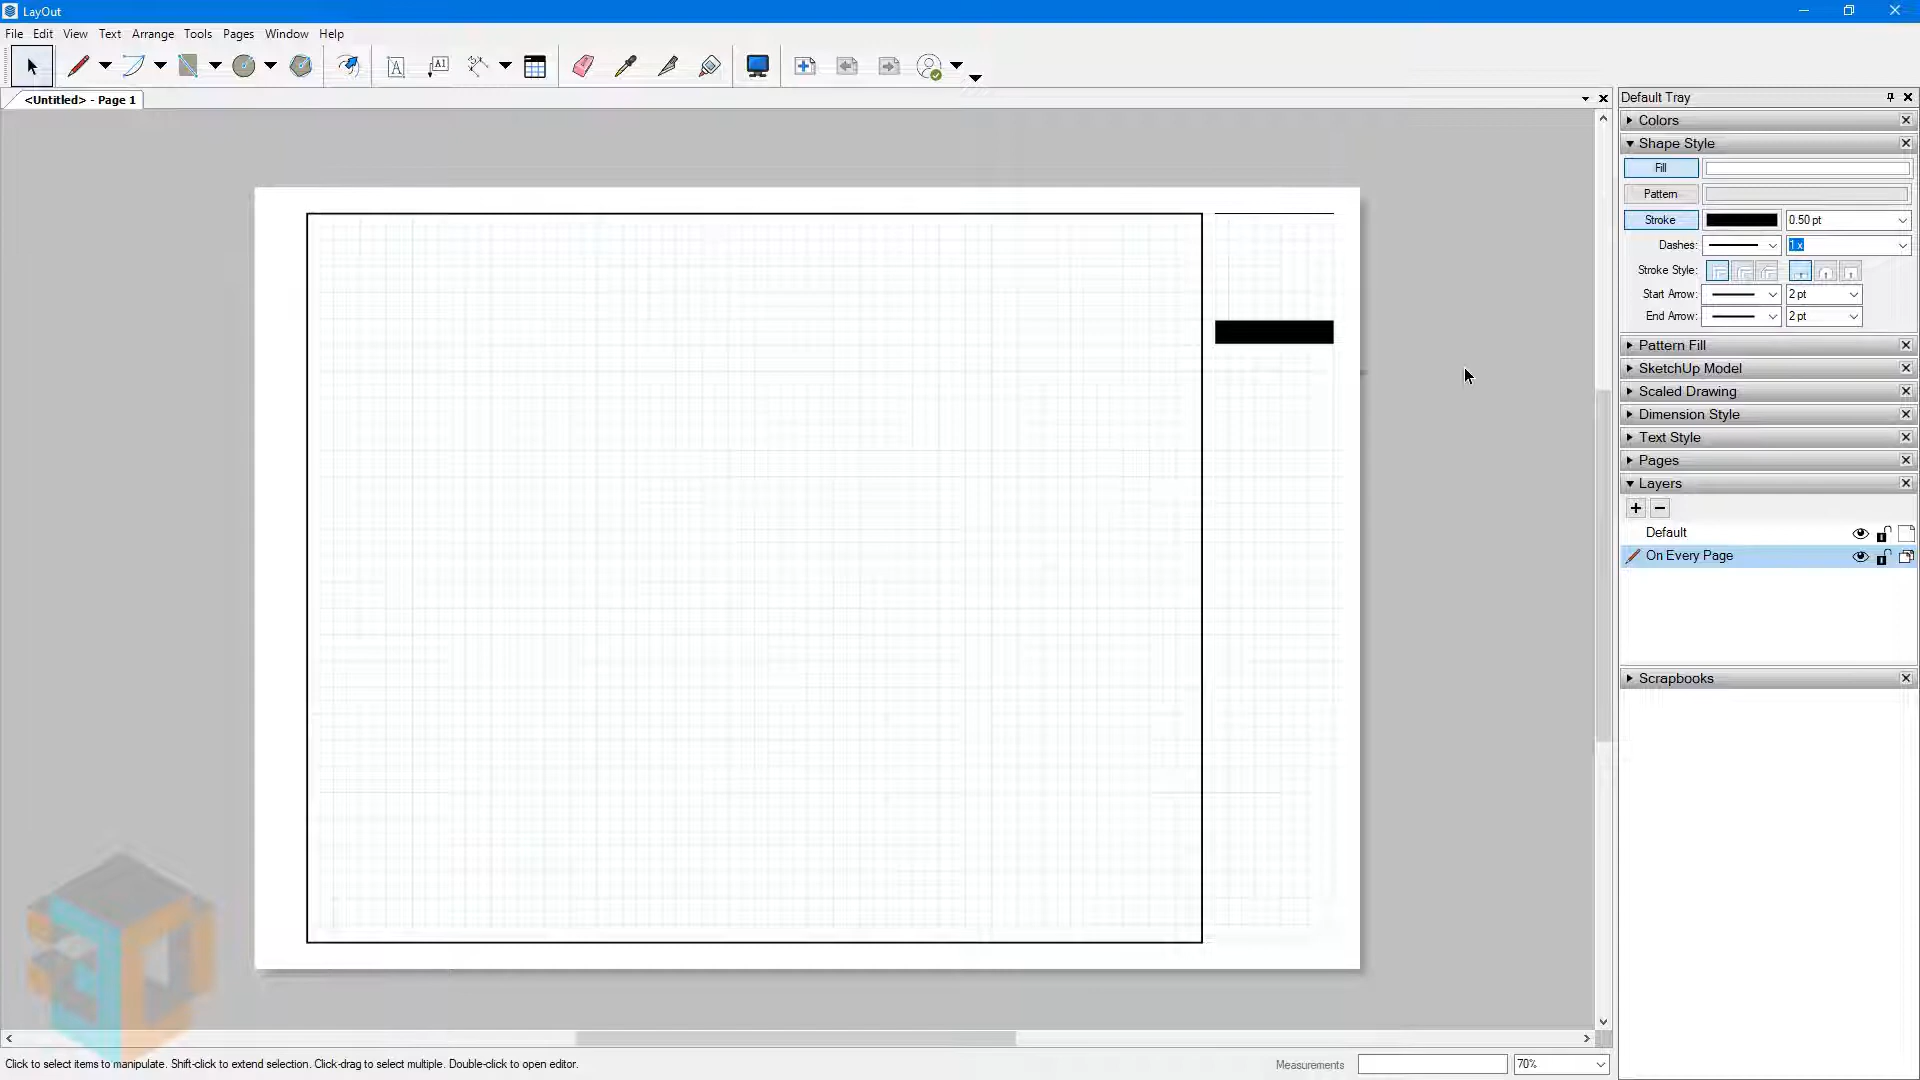 LayOut
File Edit View Text Arrange Tools Pages Window Help
<Untitled> - Page 1
Default Tray
Colors
Shape Style
Fill
Pattern
Stroke 0.50 pt
Dashes: 1 x
Stroke Style:
Start Arrow: 2 pt
End Arrow: 2 pt
Pattern Fill
SketchUp Model
Scaled Drawing
Dimension Style
Text Style
Pages
Layers
Default
On Every Page
Scrapbooks
Click to select items to manipulate. Shift-click to extend selection. Click-drag to select multiple. Double-click to open editor.
Measurements 70%